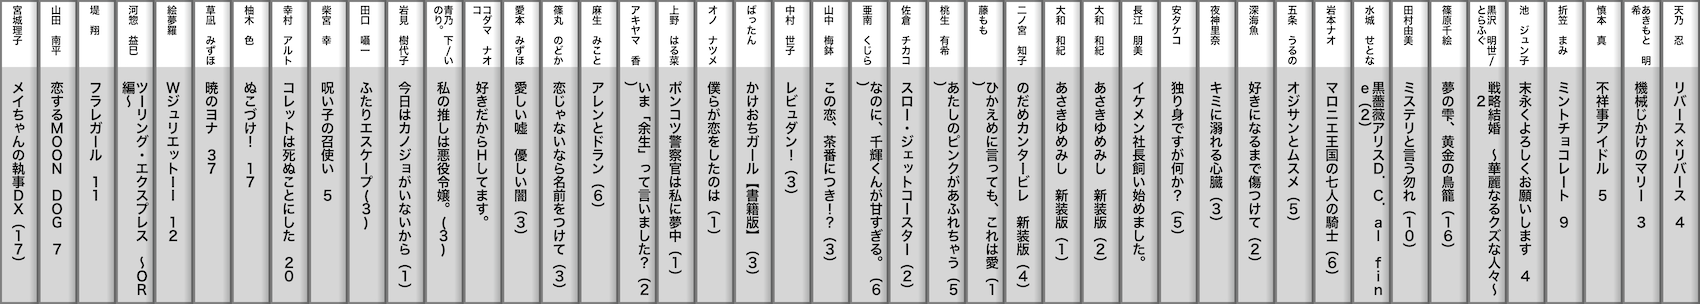 天乃 忍
リバース×リバース 4
あきもと 明希
機械じかけのマリー 3
慎本 真
不祥事アイドル 5
折笠 まみ
ミントチョコレート 9
池 ジュン子
末永くよろしくお願いします 4
黒沢 明世/とらふぐ
戦略結婚 ～華麗なるクズな人々～ 2
篠原千絵
夢の雫、黄金の鳥籠 (16)
田村由美
ミステリと言う勿れ (10)
水城 せとな
黒薔薇アリスD．C．al fine (2)
岩本ナオ
マロニエ王国の七人の騎士 (6)
五条 うるの
オジサンとムスメ (5)
深海魚
好きになるまで傷つけて (2)
夜神里奈
キミに溺れる心臓 (3)
安タケコ
独り身ですが何か? (5)
長江 朋美
イケメン社長飼い始めました。
大和 和紀
あさきゆめみし 新装版 (2)
大和 和紀
あさきゆめみし 新装版 (1)
二ノ宮 知子
のだめカンタービレ 新装版 (4)
藤もも
ひかえめに言っても、これは愛 (1)
桃生 有希
あたしのピンクがあふれちゃう (5)
佐倉 チカコ
スロー・ジェットコースター (2)
亜南 くじら
なのに、千輝くんが甘すぎる。 (6)
山中 梅鉢
この恋、茶番につき!? (3)
中村 世子
レビュダン! (3)
ばったん
かけおちガール【書籍版】 (3)
オノ ナツメ
僕らが恋をしたのは (1)
上野 はる菜
ポンコツ警察官は私に夢中 (1)
アキヤマ 香
いま「余生」って言いました? (2)
麻生 みこと
アレンとドラン (6)
篠丸 のどか
恋じゃないなら名前をつけて (3)
愛本 みずほ
愛しい嘘 優しい闇 (3)
コダマ ナオコ
好きだからHしてます。
青乃 下/いのり。
私の推しは悪役令嬢。 (3)
岩見 樹代子
今日はカノジョがいないから (1)
田口 囁一
ふたりエスケープ (3)
柴宮 幸
呪い子の召使い 5
幸村 アルト
コレットは死ぬことにした 20
柚木 色
ぬこづけ! 17
草凪 みずほ
暁のヨナ 37
絵夢羅
WジュリエットII 12
河惣 益巳
ツーリング・エクスプレス ～OR編～
堤 翔
フラレガール 11
山田 南平
恋するMOON DOG 7
宮城理子
メイちゃんの執事DX (17)